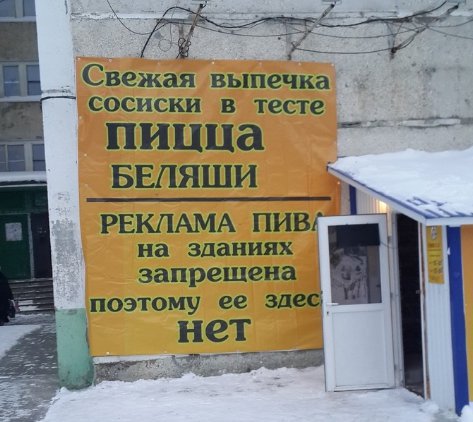 Свежая выпечка
сосиски в тесте
ПИЦЦА
БЕЛЯШИ
РЕКЛАМА ПИВА
на зданиях
запрещена
поэтому ее здес
нет